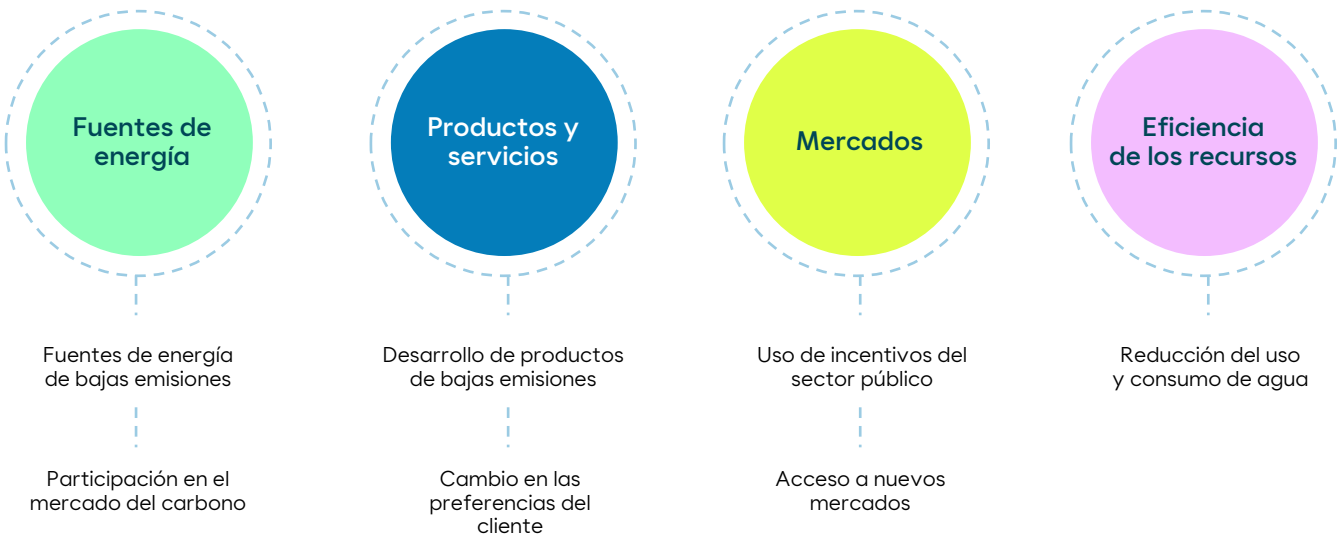 Fuentes de
energía
Fuentes de energía
de bajas emisiones
Participación en el
mercado del carbono
Productos y
servicios
Desarrollo de productos
de bajas emisiones
Cambio en las
preferencias del
cliente
Mercados
Uso de incentivos del
sector público
Acceso a nuevos
mercados
Eficiencia
de los recursos
Reducción del uso
y consumo de agua